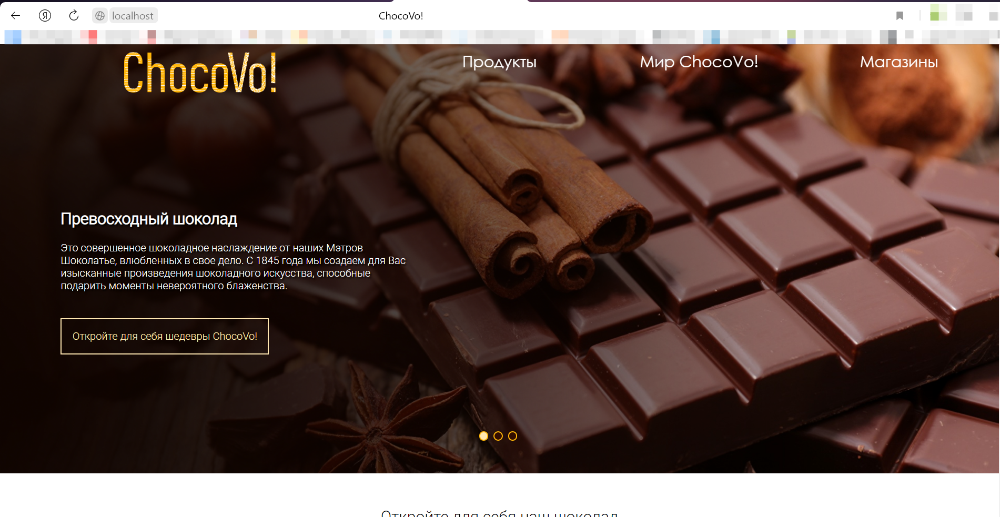 localhost
ChocoVo!
ChocoVo!
Продукты
Мир ChocoVo!
Магазины
Превосходный шоколад
Это совершенное шоколадное наслаждение от наших Мэтров
Шоколатье, влюбленных в свое дело. С 1845 года мы создаем для Вас
изысканные произведения шоколадного искусства, способные
подарить моменты невероятного блаженства.
Откройте для себя шедевры ChocoVo!
Откройте для себя наш шоколад